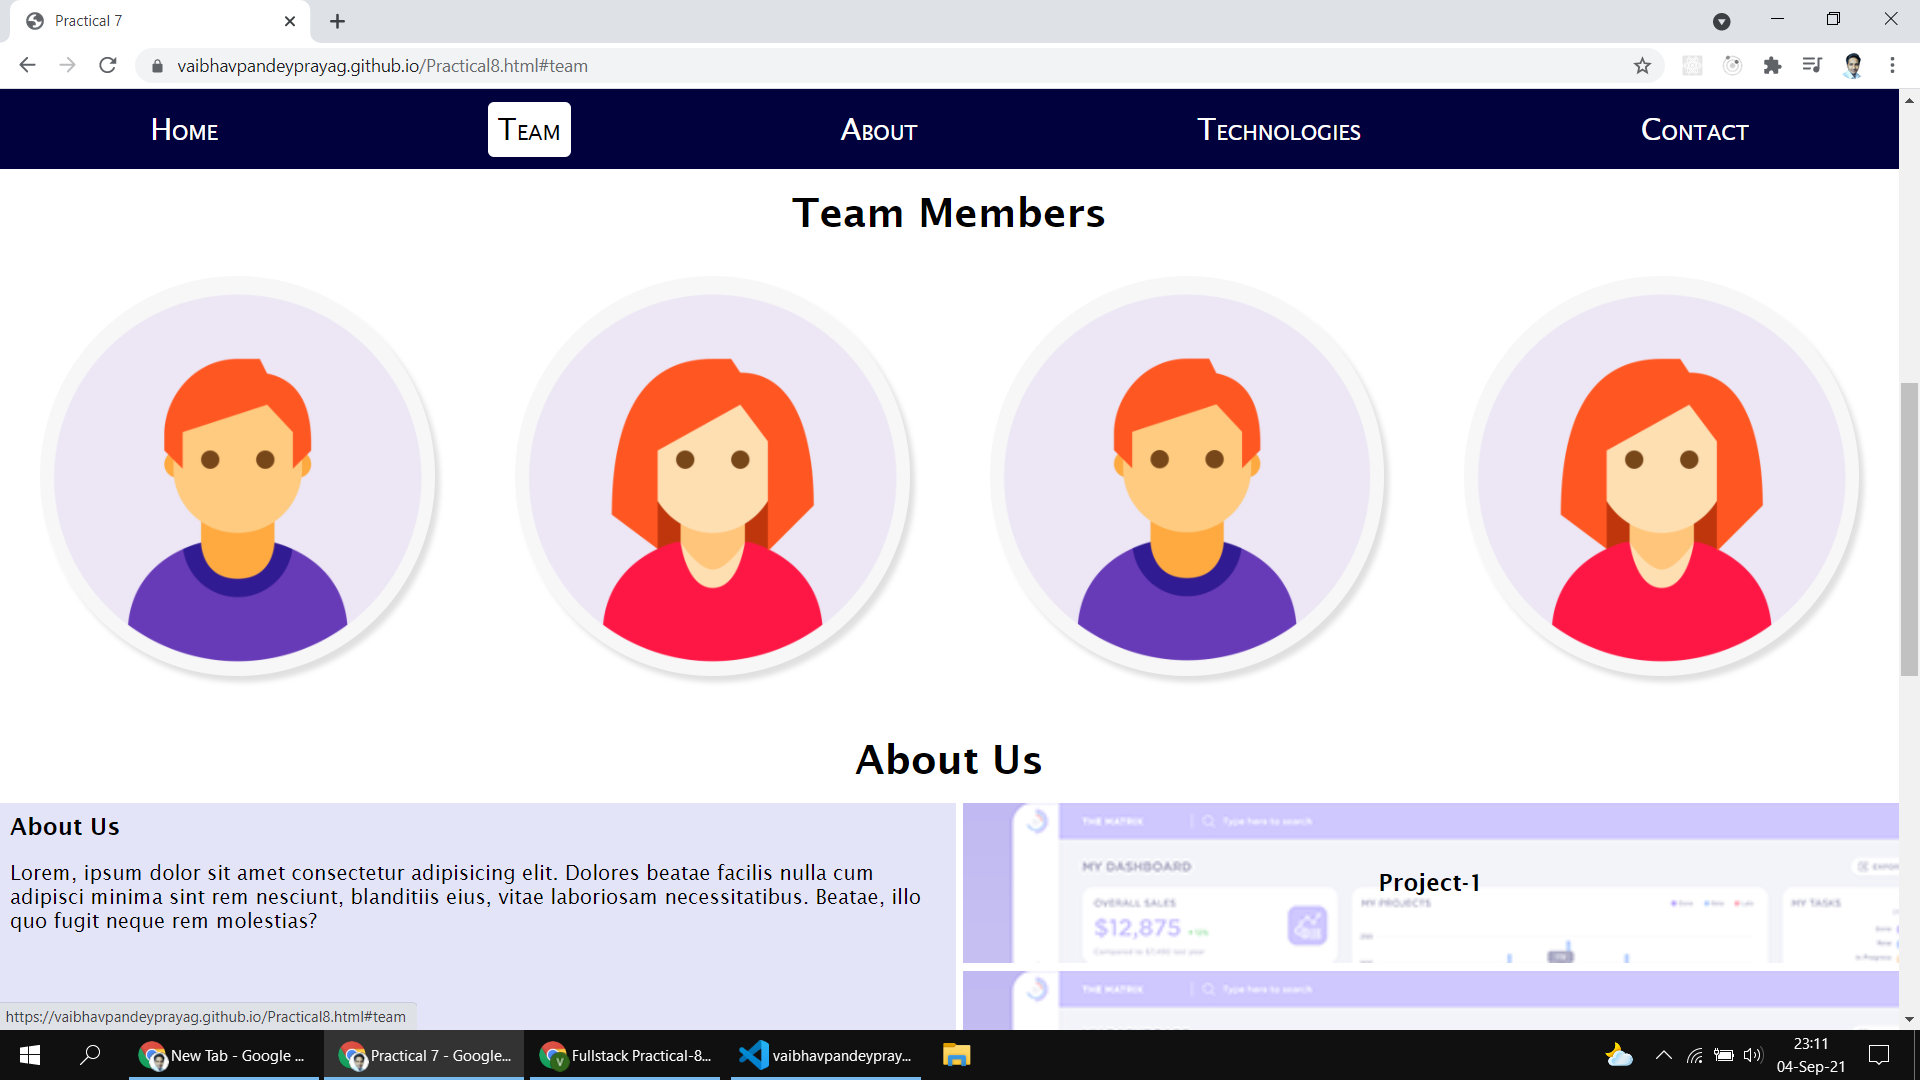 Practical 7
vaibhavpandeyprayag.github.io/Practical8.html#team
Home Team About Technologies Contact
Team Members
About Us
About Us
Lorem, ipsum dolor sit amet consectetur adipisicing elit. Dolores beatae facilis nulla cum
adipisci minima sint rem nesciunt, blanditiis eius, vitae laboriosam necessitatibus. Beatae, illo
quo fugit neque rem molestias?
THE MATRIX Type here to search
MY DASHBOARD
Project-1
OVERALL SALES MY PROJECTS MY TASKS
$12,875
In Progress
THE MATRIX Type here to search
https://vaibhavpandeyprayag.github.io/Practical8.html#team
New Tab - Google ... Practical 7 - Google... Fullstack Practical-8... vaibhavpandeypray...
23:11
04-Sep-21